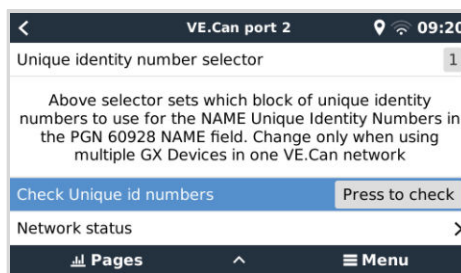 VE.Can port 2
09:20
Unique identity number selector
1
Above selector sets which block of unique identity
numbers to use for the NAME Unique Identity Numbers in
the PGN 60928 NAME field. Change only when using
multiple GX Devices in one VE.Can network
Check Unique id numbers
Press to check
Network status
Pages
Menu